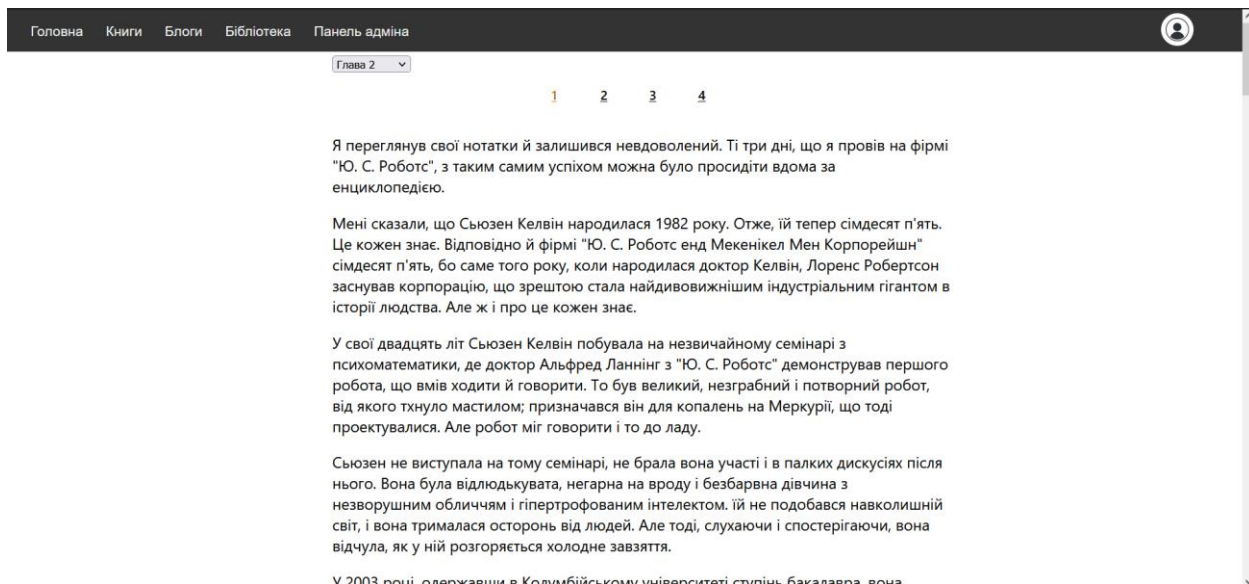 Головна Книги Блоги Бібліотека Панель адміна
Глава 2
1 2 3 4
Я переглянув свої нотатки й залишився невдоволений. Ті три дні, що я провів на фірмі
"Ю. С. Роботс", з таким самим успіхом можна було просидіти вдома за
енциклопедією.
Мені сказали, що Сьюзен Келвін народилася 1982 року. Отже, їй тепер сімдесят п'ять.
Це кожен знає. Відповідно й фірмі "Ю. С. Роботс енд Мекенікел Мен Корпорейшн"
сімдесят п'ять, бо саме того року, коли народилася доктор Келвін, Лоренс Робертсон
заснував корпорацію, що зрештою стала найдивовижнішим індустріальним гігантом в
історії людства. Але ж і про це кожен знає.
У свої двадцять літ Сьюзен Келвін побувала на незвичайному семінарі з
психоматематики, де доктор Альфред Ланнінг з "Ю. С. Роботс" демонстрував першого
робота, що вмів ходити й говорити. То був великий, незграбний і потворний робот,
від якого тхнуло мастилом; призначався він для копалень на Меркурії, що тоді
проектувалися. Але робот міг говорити і то до ладу.
Сьюзен не виступала на тому семінарі, не брала вона участі і в палких дискусіях після
нього. Вона була відлюдькувата, негарна на вроду і безбарвна дівчина з
незворушним обличчям і гіпертрофованим інтелектом. їй не подобався навколишній
світ, і вона трималася осторонь від людей. Але тоді, слухаючи і спостерігаючи, вона
відчула, як у ній розгоряється холодне завзяття.
У 2003 році, одержавши в Колумбійському університеті ступінь бакалавра, вона